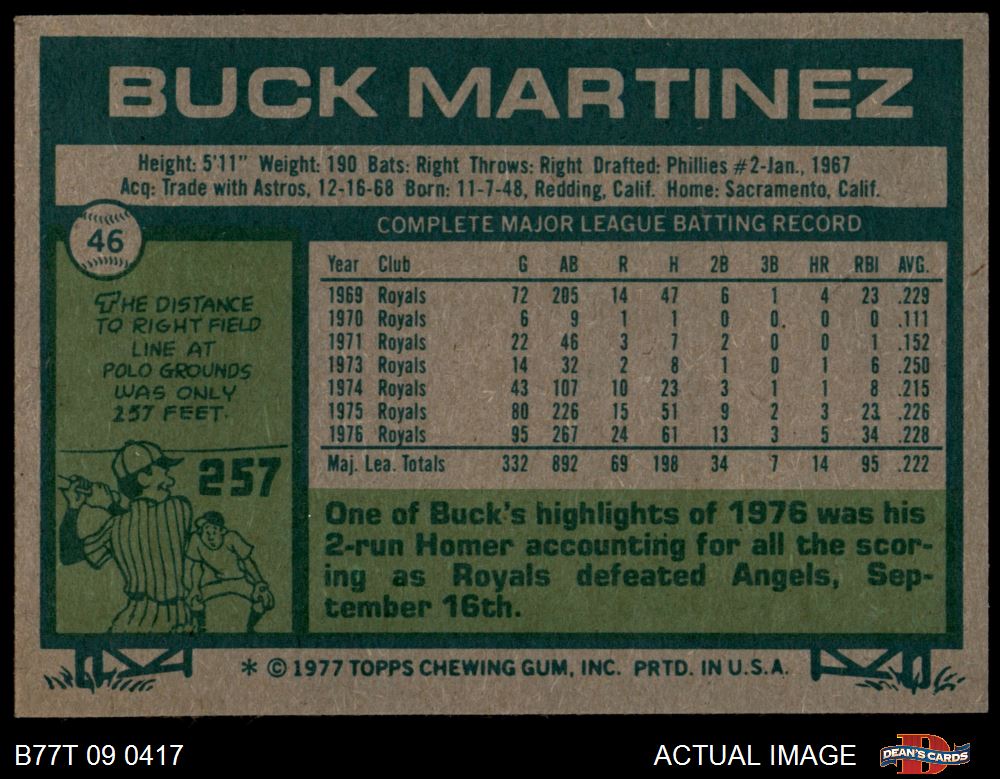 BUCK MARTINEZ
Height: 5'11" Weight: 190 Bats: Right Throws: Right Drafted: Phillies #2-Jan., 1967
Acq: Trade with Astros, 12-16-68 Born: 11-7-48, Redding, Calif. Home: Sacramento, Calif.
46
THE DISTANCE
TO RIGHT FIELD
LINE AT
POLO GROUNDS
WAS ONLY
257 FEET.
257
COMPLETE MAJOR LEAGUE BATTING RECORD
Year Club G AB R H 2B 3B HR RBI AVG.
1969 Royals 72 205 14 47 6 1 4 23 .229
1970 Royals 6 9 1 1 0 0 0 0 .111
1971 Royals 22 46 3 7 2 0 0 1 .152
1973 Royals 14 32 2 8 1 0 1 6 .250
1974 Royals 43 107 10 23 3 1 1 8 .215
1975 Royals 80 226 15 51 9 2 3 23 .226
1976 Royals 95 267 24 61 13 3 5 34 .228
Maj. Lea. Totals 332 892 69 198 34 7 14 95 .222
One of Buck's highlights of 1976 was his
2-run Homer accounting for all the scor-
ing as Royals defeated Angels, Sep-
tember 16th.
* © 1977 TOPPS CHEWING GUM, INC. PRTD. IN U.S.A.
B77T 09 0417
ACTUAL IMAGE
DEAN'S CARDS